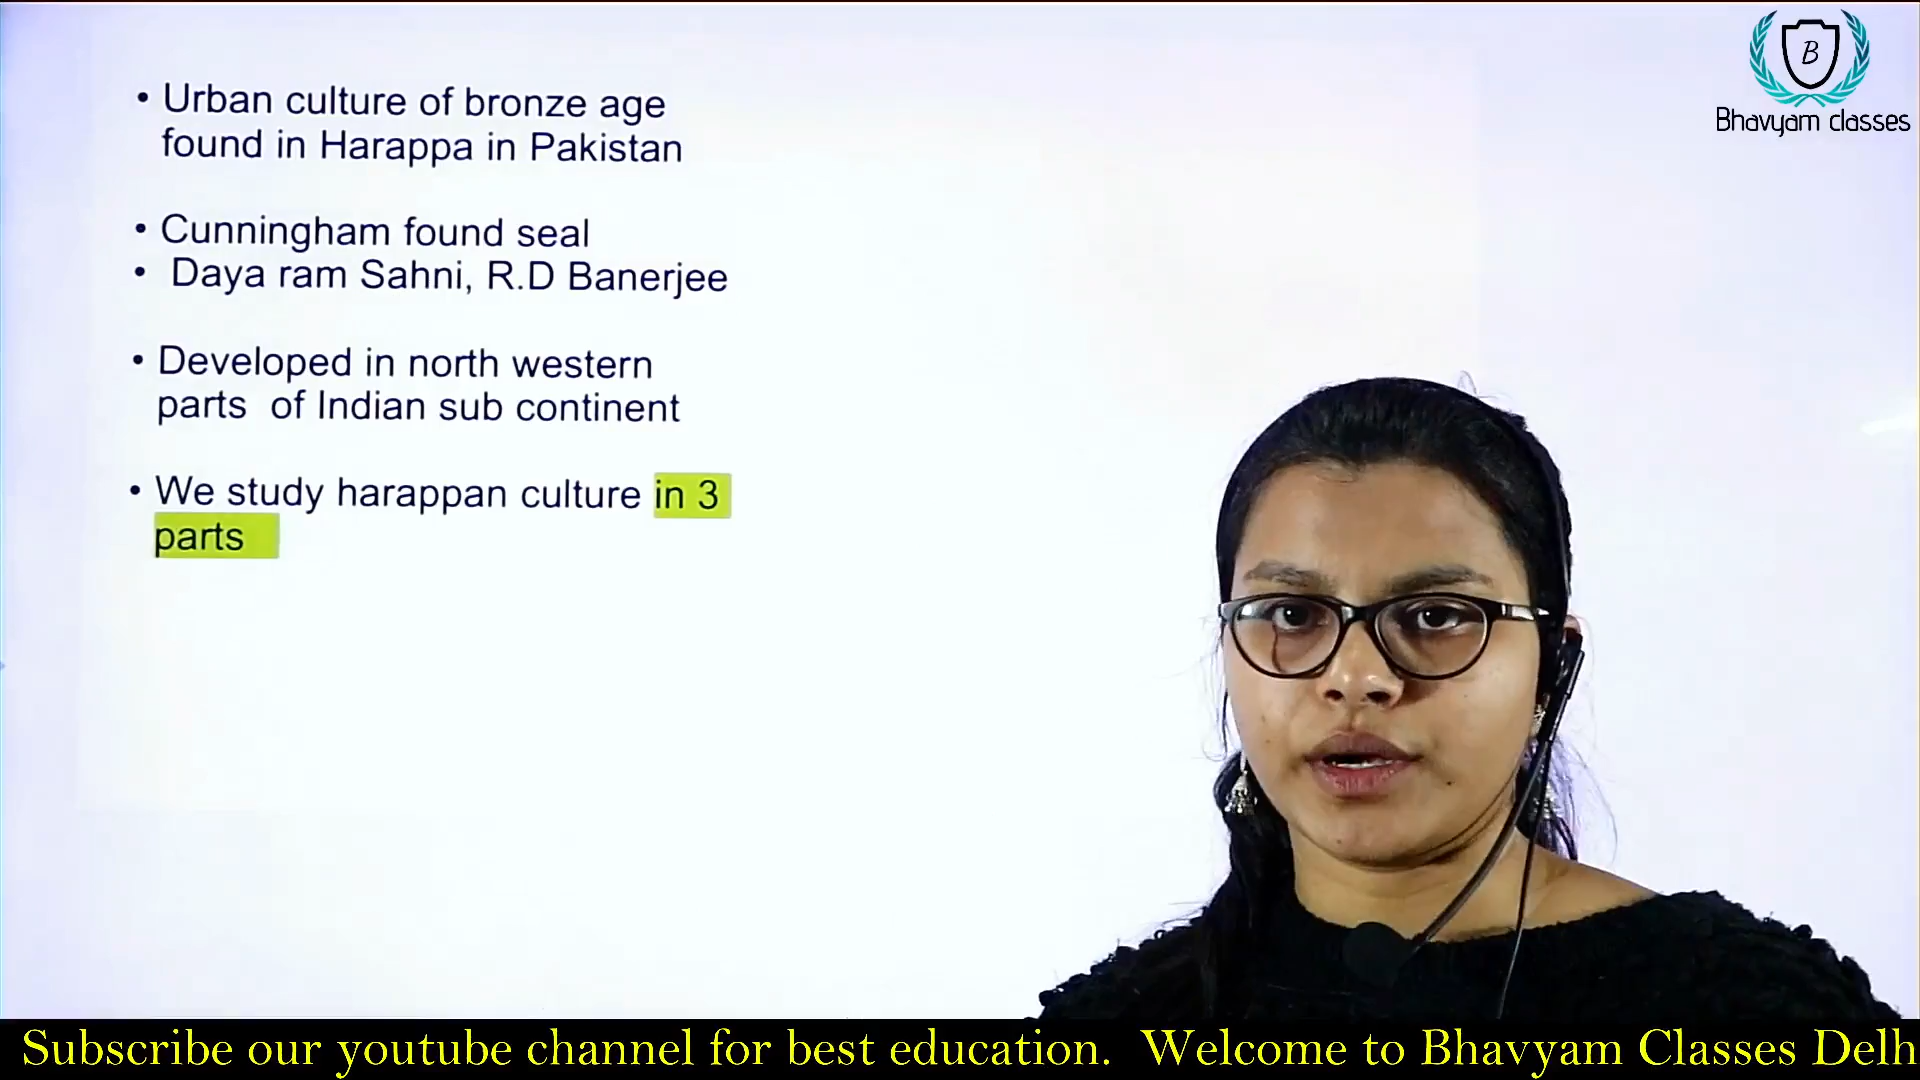 • Urban culture of bronze age
found in Harappa in Pakistan
• Cunningham found seal
• Daya ram Sahni, R.D Banerjee
• Developed in north western
parts of Indian sub continent
• We study harappan culture in 3
parts
B
Bhavyam classes
Subscribe our youtube channel for best education. Welcome to Bhavyam Classes Delh